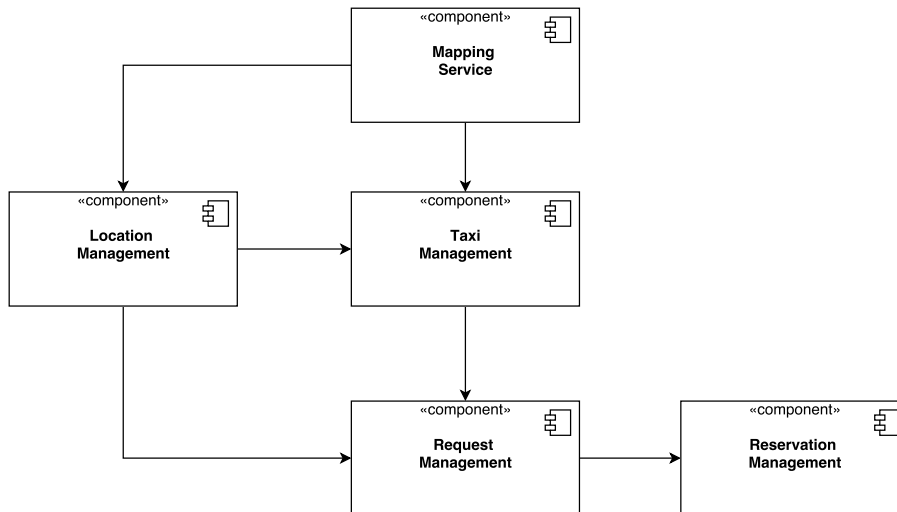 «component»
Mapping
Service
«component»
Location
Management
«component»
Taxi
Management
«component»
Request
Management
«component»
Reservation
Management